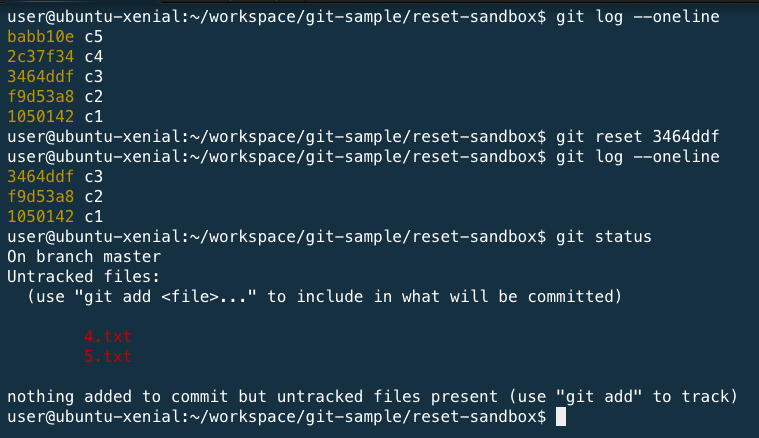 user@ubuntu-xenial:~/workspace/git-sample/reset-sandbox$ git log --oneline
babb10e c5
2c37f34 c4
3464ddf c3
f9d53a8 c2
1050142 c1
user@ubuntu-xenial:~/workspace/git-sample/reset-sandbox$ git reset 3464ddf
user@ubuntu-xenial:~/workspace/git-sample/reset-sandbox$ git log --oneline
3464ddf c3
f9d53a8 c2
1050142 c1
user@ubuntu-xenial:~/workspace/git-sample/reset-sandbox$ git status
On branch master
Untracked files:
  (use "git add <file>..." to include in what will be committed)

        4.txt
        5.txt

nothing added to commit but untracked files present (use "git add" to track)
user@ubuntu-xenial:~/workspace/git-sample/reset-sandbox$